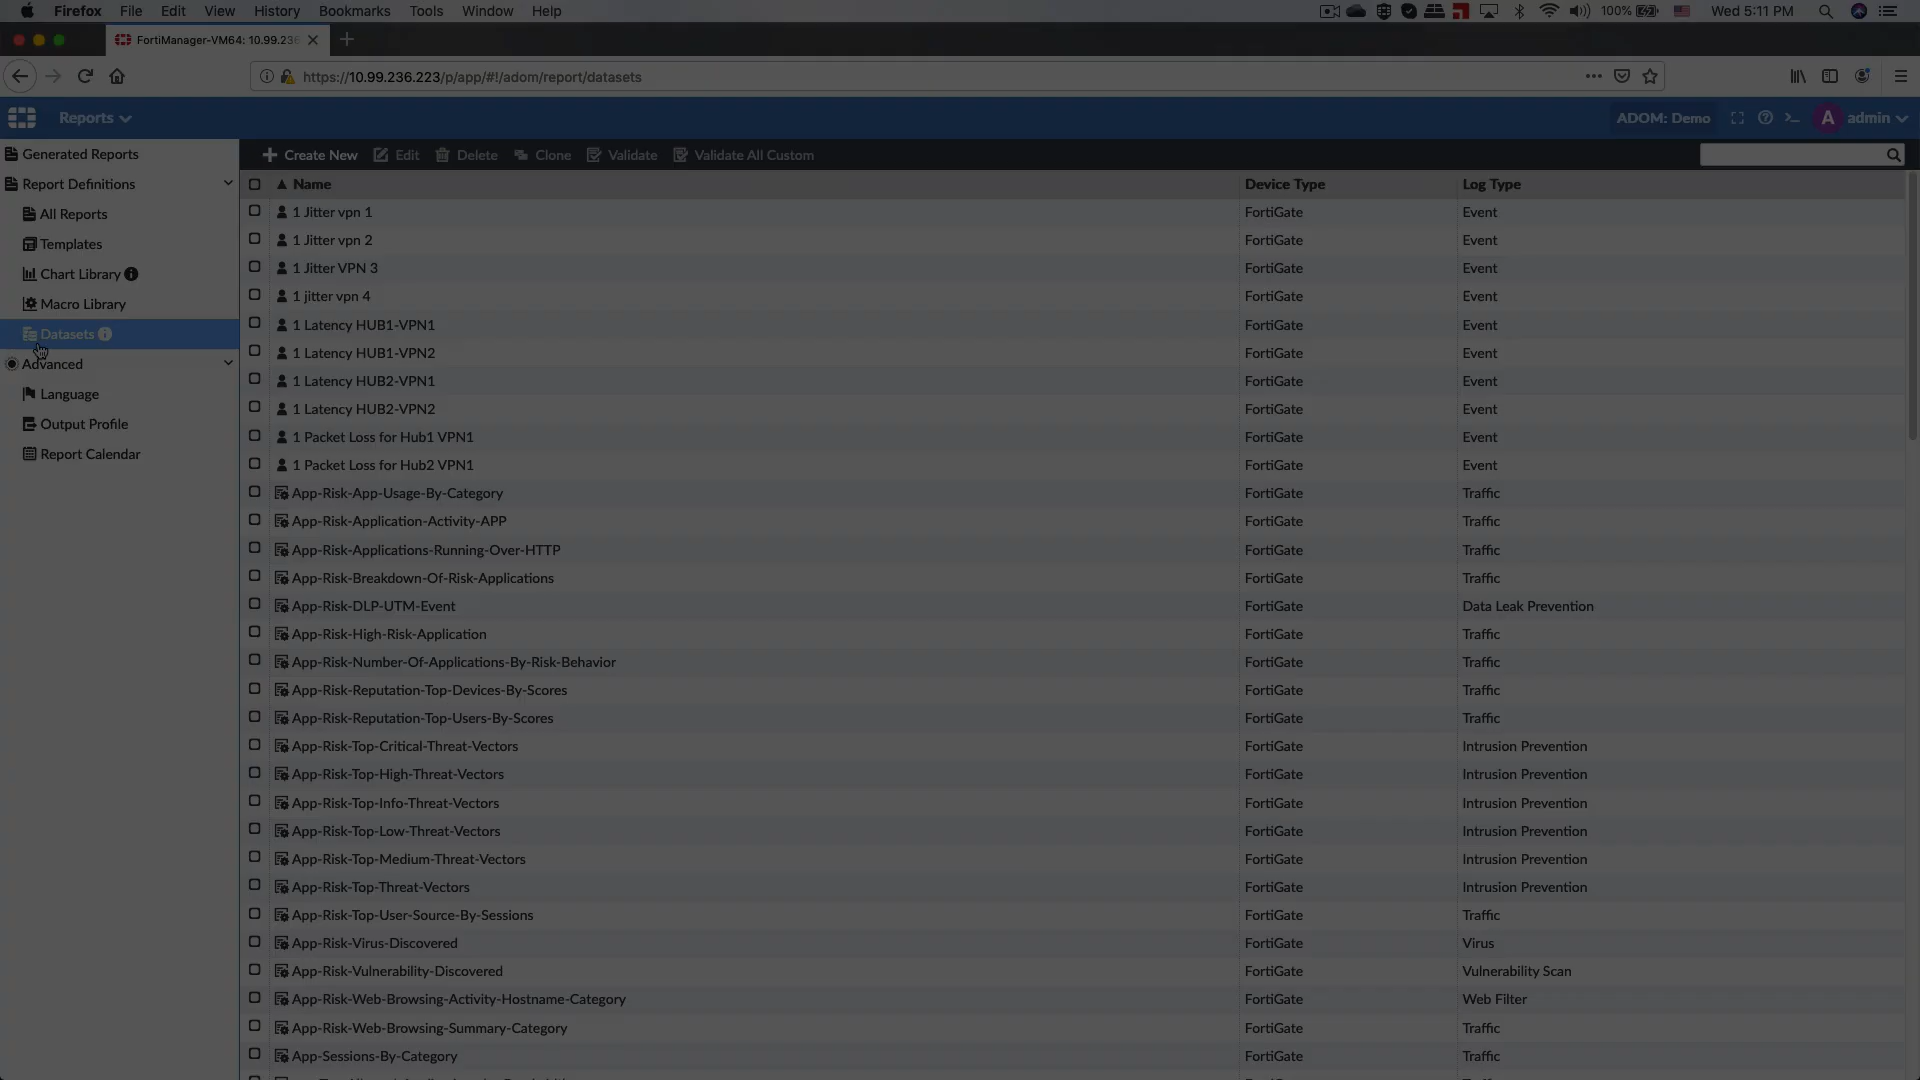 Firefox File Edit View History Bookmarks Tools Window Help 100% Wed 5:11 PM
FortiManager-VM64: 10.99.236
https://10.99.236.223/p/app/#!/adom/report/datasets
Reports ADOM: Demo A admin
Generated Reports
Report Definitions
All Reports
Templates
Chart Library
Macro Library
Datasets
Advanced
Language
Output Profile
Report Calendar
Create New Edit Delete Clone Validate Validate All Custom
Name Device Type Log Type
1 Jitter vpn 1 FortiGate Event
1 Jitter vpn 2 FortiGate Event
1 Jitter VPN 3 FortiGate Event
1 jitter vpn 4 FortiGate Event
1 Latency HUB1-VPN1 FortiGate Event
1 Latency HUB1-VPN2 FortiGate Event
1 Latency HUB2-VPN1 FortiGate Event
1 Latency HUB2-VPN2 FortiGate Event
1 Packet Loss for Hub1 VPN1 FortiGate Event
1 Packet Loss for Hub2 VPN1 FortiGate Event
App-Risk-App-Usage-By-Category FortiGate Traffic
App-Risk-Application-Activity-APP FortiGate Traffic
App-Risk-Applications-Running-Over-HTTP FortiGate Traffic
App-Risk-Breakdown-Of-Risk-Applications FortiGate Traffic
App-Risk-DLP-UTM-Event FortiGate Data Leak Prevention
App-Risk-High-Risk-Application FortiGate Traffic
App-Risk-Number-Of-Applications-By-Risk-Behavior FortiGate Traffic
App-Risk-Reputation-Top-Devices-By-Scores FortiGate Traffic
App-Risk-Reputation-Top-Users-By-Scores FortiGate Traffic
App-Risk-Top-Critical-Threat-Vectors FortiGate Intrusion Prevention
App-Risk-Top-High-Threat-Vectors FortiGate Intrusion Prevention
App-Risk-Top-Info-Threat-Vectors FortiGate Intrusion Prevention
App-Risk-Top-Low-Threat-Vectors FortiGate Intrusion Prevention
App-Risk-Top-Medium-Threat-Vectors FortiGate Intrusion Prevention
App-Risk-Top-Threat-Vectors FortiGate Intrusion Prevention
App-Risk-Top-User-Source-By-Sessions FortiGate Traffic
App-Risk-Virus-Discovered FortiGate Virus
App-Risk-Vulnerability-Discovered FortiGate Vulnerability Scan
App-Risk-Web-Browsing-Activity-Hostname-Category FortiGate Web Filter
App-Risk-Web-Browsing-Summary-Category FortiGate Traffic
App-Sessions-By-Category FortiGate Traffic